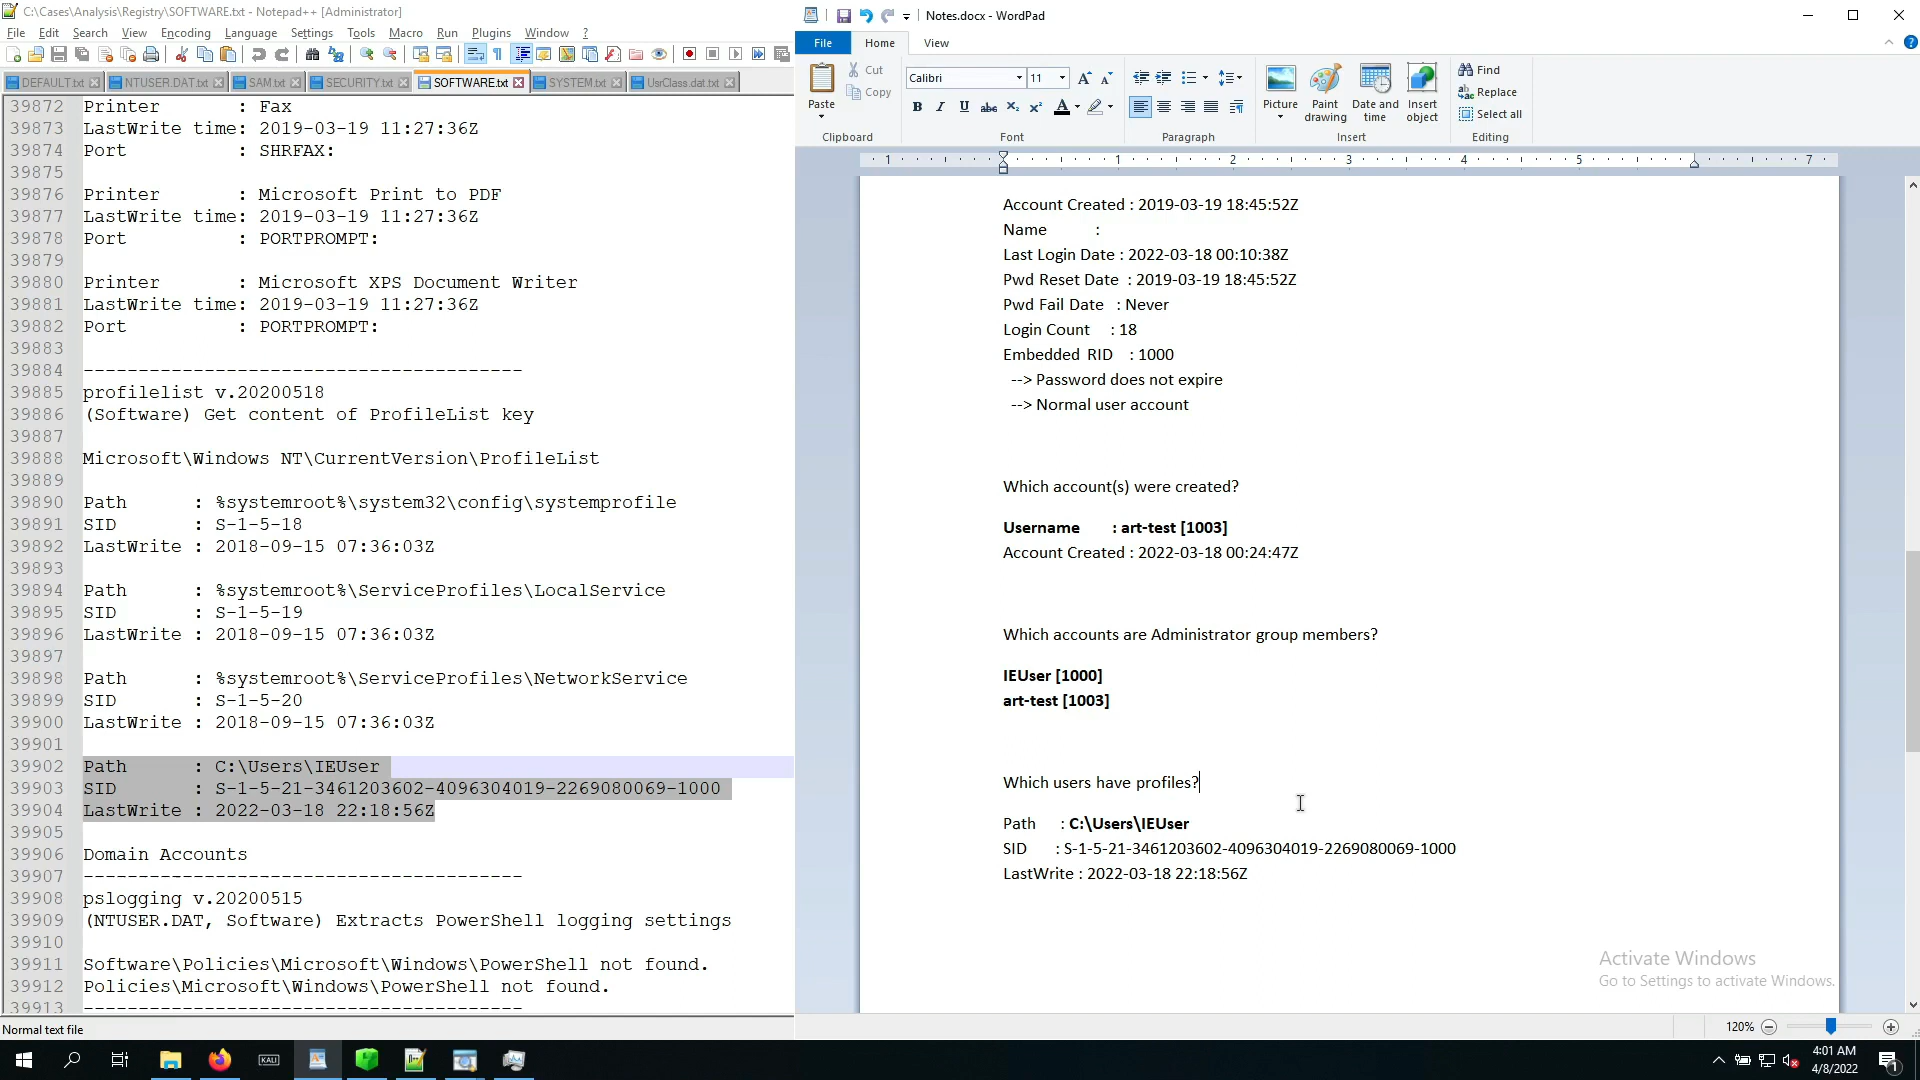 C:\Cases\Analysis\Registry\SOFTWARE.txt - Notepad++ [Administrator]
File Edit Search View Encoding Language Settings Tools Macro Run Plugins Window ?
DEFAULT.txt NTUSER.DAT.txt SAM.txt SECURITY.txt SOFTWARE.txt SYSTEM.txt UsrClass.dat.txt
39872 Printer : Fax
39873 LastWrite time: 2019-03-19 11:27:36Z
39874 Port : SHRFAX:
39875
39876 Printer : Microsoft Print to PDF
39877 LastWrite time: 2019-03-19 11:27:36Z
39878 Port : PORTPROMPT:
39879
39880 Printer : Microsoft XPS Document Writer
39881 LastWrite time: 2019-03-19 11:27:36Z
39882 Port : PORTPROMPT:
39883
39884 ----------------------------------------
39885 profilelist v.20200518
39886 (Software) Get content of ProfileList key
39887
39888 Microsoft\Windows NT\CurrentVersion\ProfileList
39889
39890 Path : %systemroot%\system32\config\systemprofile
39891 SID : S-1-5-18
39892 LastWrite : 2018-09-15 07:36:03Z
39893
39894 Path : %systemroot%\ServiceProfiles\LocalService
39895 SID : S-1-5-19
39896 LastWrite : 2018-09-15 07:36:03Z
39897
39898 Path : %systemroot%\ServiceProfiles\NetworkService
39899 SID : S-1-5-20
39900 LastWrite : 2018-09-15 07:36:03Z
39901
39902 Path : C:\Users\IEUser
39903 SID : S-1-5-21-3461203602-4096304019-2269080069-1000
39904 LastWrite : 2022-03-18 22:18:56Z
39905
39906 Domain Accounts
39907 ----------------------------------------
39908 pslogging v.20200515
39909 (NTUSER.DAT, Software) Extracts PowerShell logging settings
39910
39911 Software\Policies\Microsoft\Windows\PowerShell not found.
39912 Policies\Microsoft\Windows\PowerShell not found.
39913 ----------------------------------------
Normal text file
Notes.docx - WordPad
File Home View
Paste Cut Copy
Clipboard
Calibri 11
Font
Paragraph
Picture Paint drawing Date and time Insert object
Insert
Find
Replace
Select all
Editing
1 1 2 3 4 5 7
Account Created : 2019-03-19 18:45:52Z
Name :
Last Login Date : 2022-03-18 00:10:38Z
Pwd Reset Date : 2019-03-19 18:45:52Z
Pwd Fail Date : Never
Login Count : 18
Embedded RID : 1000
--> Password does not expire
--> Normal user account
Which account(s) were created?
Username : art-test [1003]
Account Created : 2022-03-18 00:24:47Z
Which accounts are Administrator group members?
IEUser [1000]
art-test [1003]
Which users have profiles?
Path : C:\Users\IEUser
SID : S-1-5-21-3461203602-4096304019-2269080069-1000
LastWrite : 2022-03-18 22:18:56Z
Activate Windows
Go to Settings to activate Windows.
120%
KALI
4:01 AM
4/8/2022
1